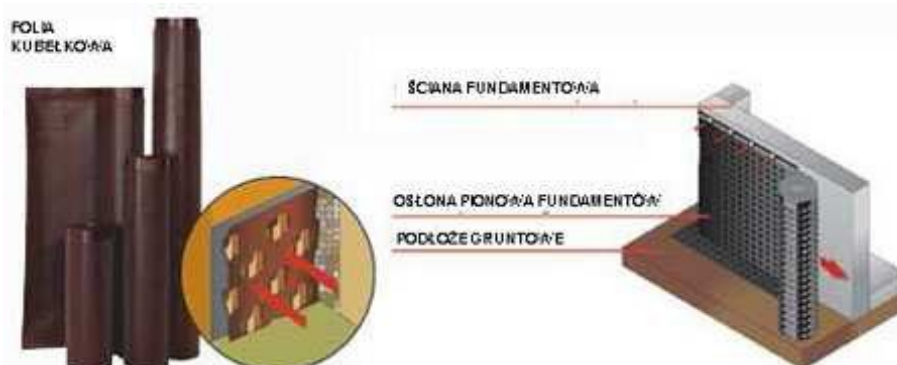 FOLIA
KUBEŁKOWA
ŚCIANA FUNDAMENTOWA
OSŁONA PIONOWA FUNDAMENTÓW
PODŁOŻE GRUNTOWE